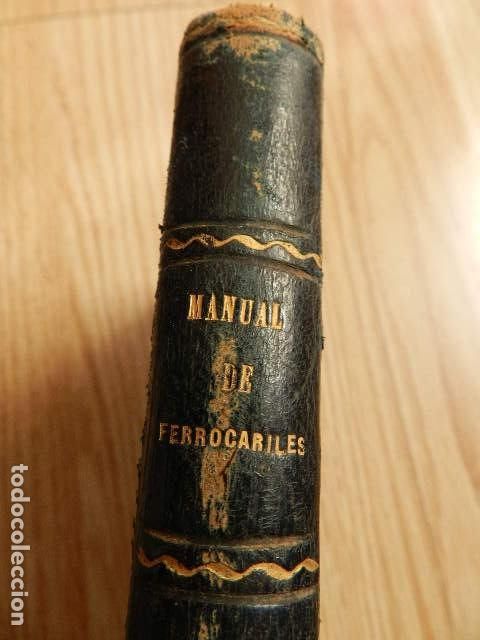 MANUAL
DE
FERROCARILES
todocoleccion